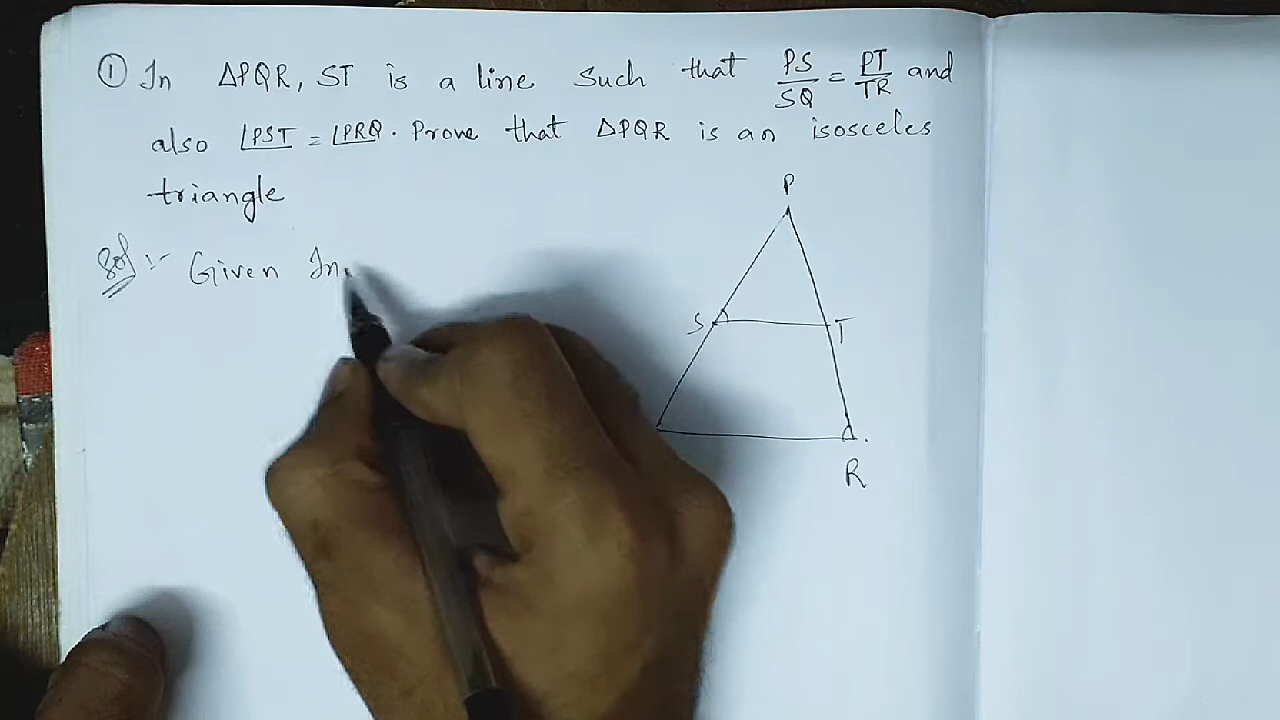 ① In ΔPQR, ST is a line such that PS/SQ = PT/TR and
also ∠PST = ∠PRQ. Prove that ΔPQR is an isosceles
triangle
Sol :- Given In
P
S
T
R